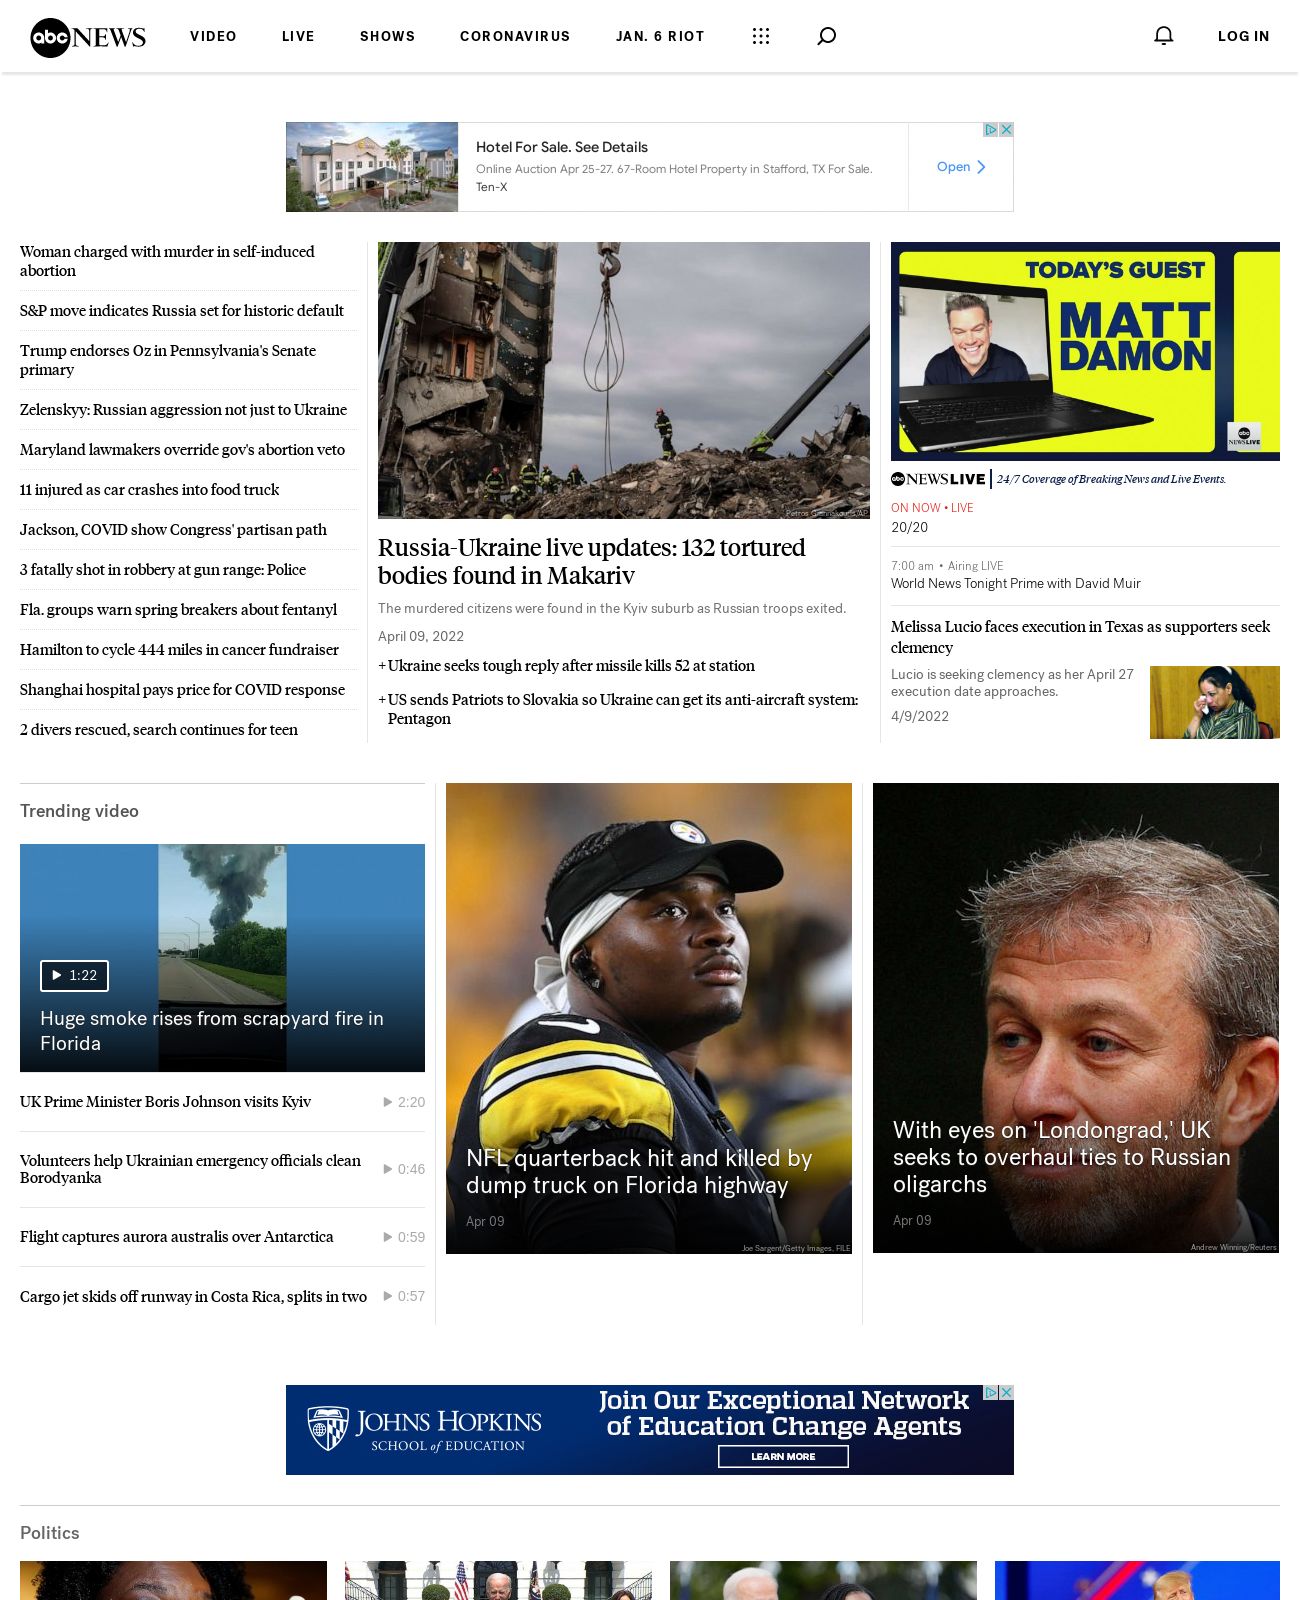 abc NEWS
VIDEO
LIVE
SHOWS
CORONAVIRUS
JAN. 6 RIOT
LOG IN
Hotel For Sale. See Details
Online Auction Apr 25-27. 67-Room Hotel Property in Stafford, TX For Sale.
Ten-X
Open
Woman charged with murder in self-induced
abortion
S&P move indicates Russia set for historic default
Trump endorses Oz in Pennsylvania's Senate
primary
Zelenskyy: Russian aggression not just to Ukraine
Maryland lawmakers override gov's abortion veto
11 injured as car crashes into food truck
Jackson, COVID show Congress' partisan path
3 fatally shot in robbery at gun range: Police
Fla. groups warn spring breakers about fentanyl
Hamilton to cycle 444 miles in cancer fundraiser
Shanghai hospital pays price for COVID response
2 divers rescued, search continues for teen
Petros Giannakouris/AP
Russia-Ukraine live updates: 132 tortured
bodies found in Makariv
The murdered citizens were found in the Kyiv suburb as Russian troops exited.
April 09, 2022
+ Ukraine seeks tough reply after missile kills 52 at station
+ US sends Patriots to Slovakia so Ukraine can get its anti-aircraft system:
Pentagon
TODAY'S GUEST
MATT
DAMON
abc
NEWS LIVE
abc NEWS LIVE 24/7 Coverage of Breaking News and Live Events.
ON NOW • LIVE
20/20
7:00 am • Airing LIVE
World News Tonight Prime with David Muir
Melissa Lucio faces execution in Texas as supporters seek
clemency
Lucio is seeking clemency as her April 27
execution date approaches.
4/9/2022
Trending video
1:22
Huge smoke rises from scrapyard fire in
Florida
UK Prime Minister Boris Johnson visits Kyiv 2:20
Volunteers help Ukrainian emergency officials clean
Borodyanka 0:46
Flight captures aurora australis over Antarctica 0:59
Cargo jet skids off runway in Costa Rica, splits in two 0:57
NFL quarterback hit and killed by
dump truck on Florida highway
Apr 09
Joe Sargent/Getty Images, FILE
With eyes on 'Londongrad,' UK
seeks to overhaul ties to Russian
oligarchs
Apr 09
Andrew Winning/Reuters
JOHNS HOPKINS
SCHOOL of EDUCATION
Join Our Exceptional Network
of Education Change Agents
LEARN MORE
Politics